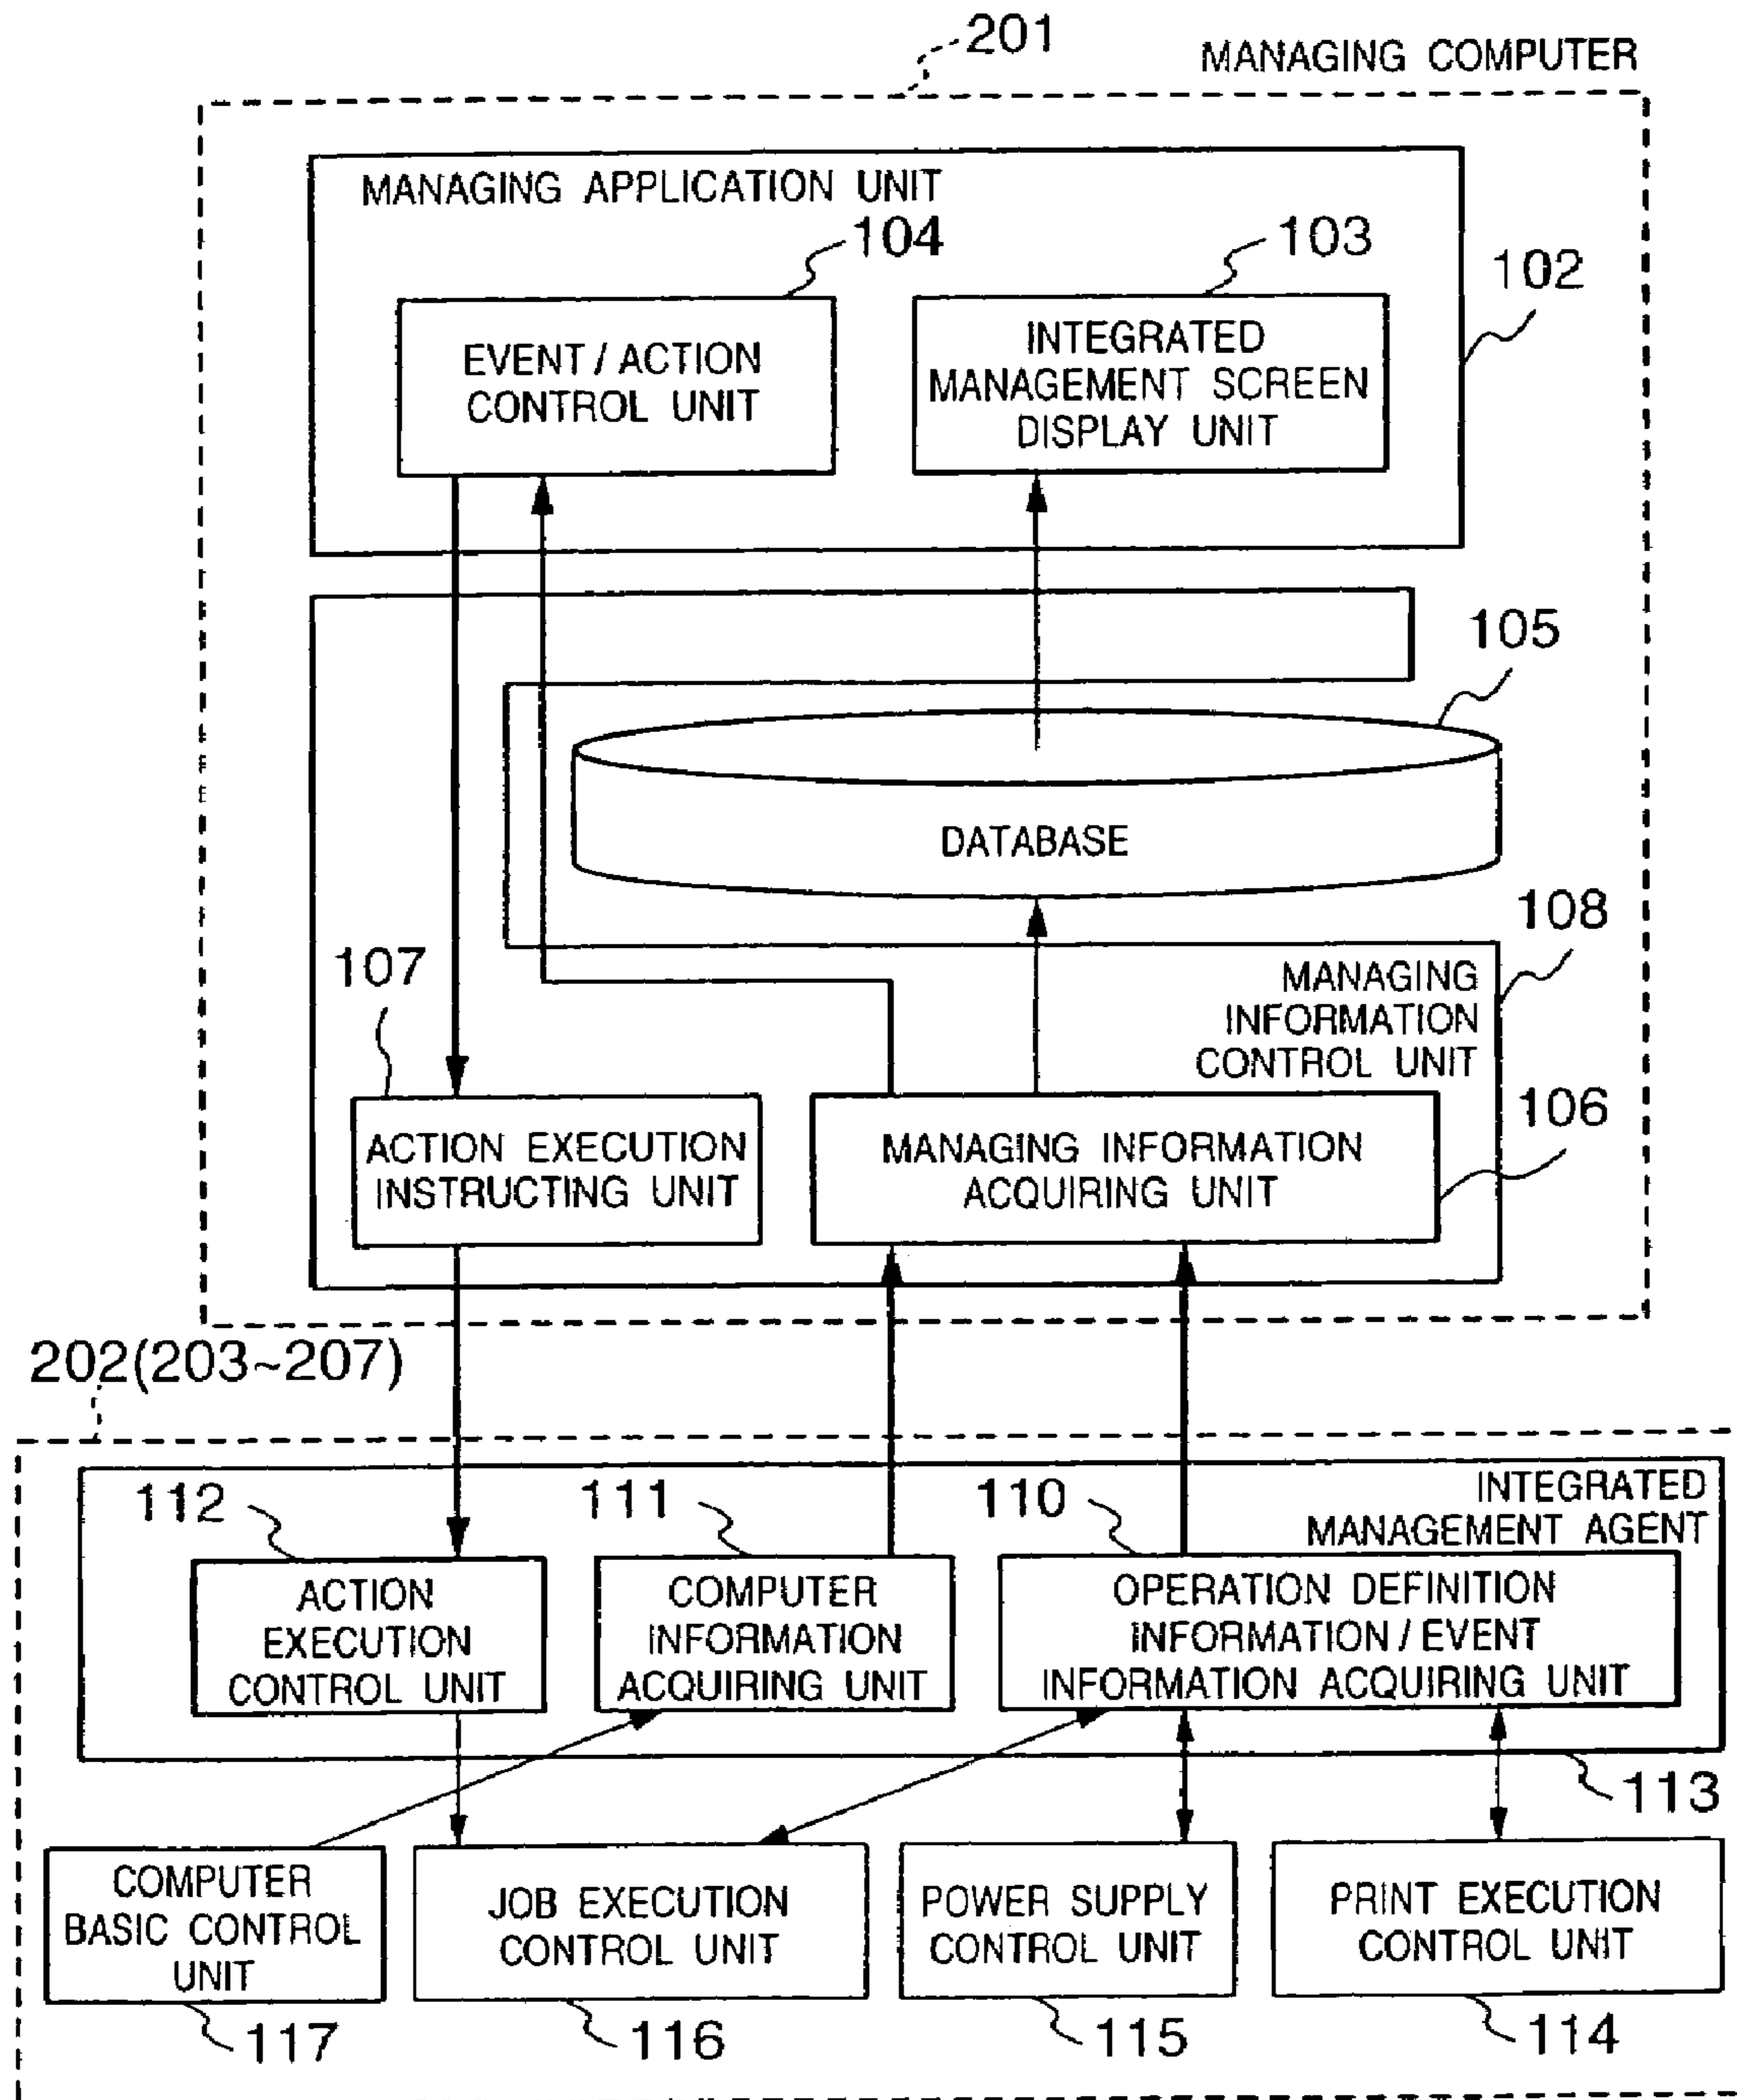 201
MANAGING COMPUTER
MANAGING APPLICATION UNIT
104
103
102
EVENT / ACTION
CONTROL UNIT
INTEGRATED
MANAGEMENT SCREEN
DISPLAY UNIT
105
DATABASE
108
107
MANAGING
INFORMATION
CONTROL UNIT
106
ACTION EXECUTION
INSTRUCTING UNIT
MANAGING INFORMATION
ACQUIRING UNIT
202(203~207)
112
111
110
INTEGRATED
MANAGEMENT AGENT
ACTION
EXECUTION
CONTROL UNIT
COMPUTER
INFORMATION
ACQUIRING UNIT
OPERATION DEFINITION
INFORMATION / EVENT
INFORMATION ACQUIRING UNIT
113
COMPUTER
BASIC CONTROL
UNIT
JOB EXECUTION
CONTROL UNIT
POWER SUPPLY
CONTROL UNIT
PRINT EXECUTION
CONTROL UNIT
117
116
115
114